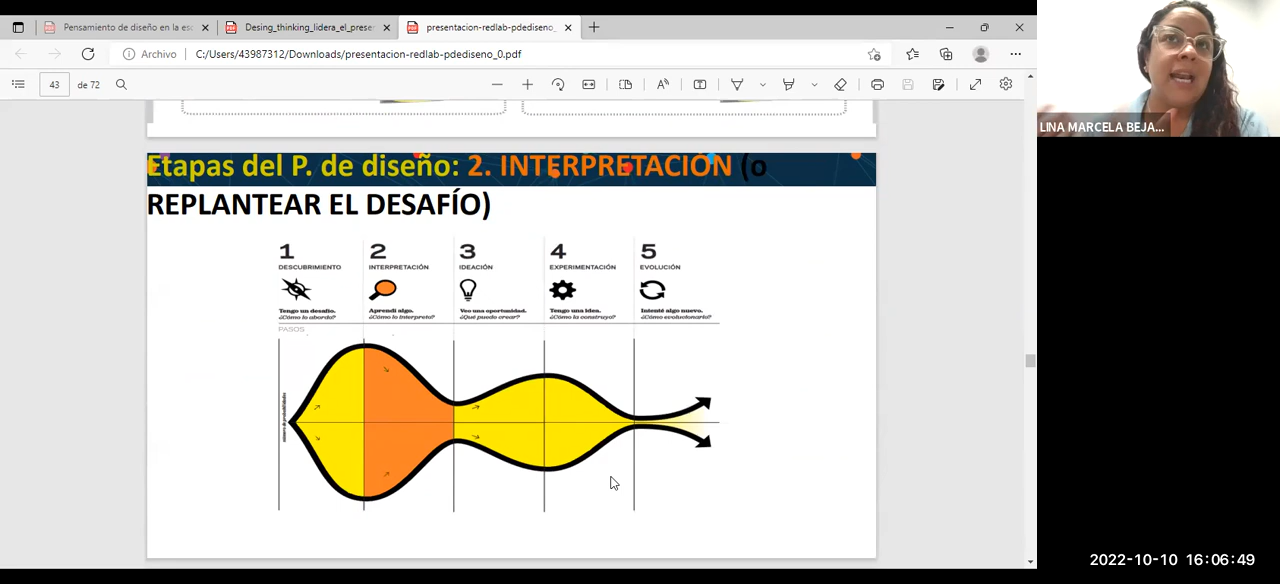 Pensamiento de diseño en la esc
Desing_thinking_lidera_el_prese
presentacion-redlab-pdediseno_
Archivo
C:/Users/43987312/Downloads/presentacion-redlab-pdediseno_0.pdf
43
de 72
LINA MARCELA BEJA...
Etapas del P. de diseño: 2. INTERPRETACIÓN (o
REPLANTEAR EL DESAFÍO)
1
2
3
4
5
DESCUBRIMIENTO
INTERPRETACIÓN
IDEACIÓN
EXPERIMENTACIÓN
EVOLUCIÓN
Tengo un desafío.
¿Cómo lo abordo?
Aprendí algo.
¿Cómo lo interpreto?
Veo una oportunidad.
¿Qué puedo crear?
Tengo una idea.
¿Cómo la construyo?
Intenté algo nuevo.
¿Cómo evolucionarlo?
PASOS
2022-10-10 16:06:49